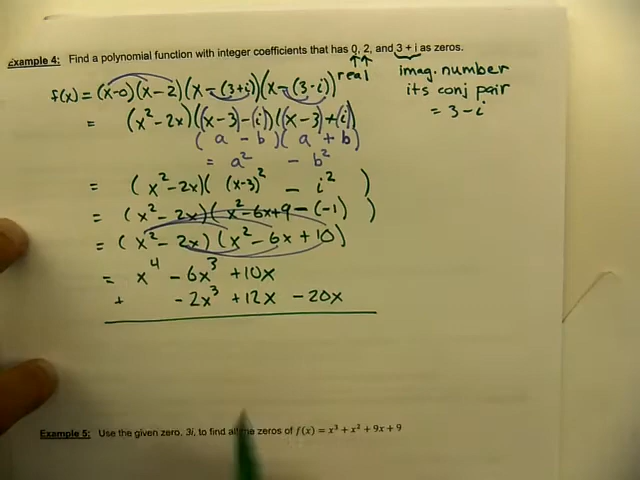 Example 4: Find a polynomial function with integer coefficients that has 0, 2, and 3 + i as zeros.
real
imag. number
its conj pair
= 3 - i
f(x) = (x-0)(x-2)(x-(3+i))(x-(3-i))
= (x²-2x)((x-3)-(i))((x-3)+(i))
(a - b)(a + b)
= a² - b²
= (x²-2x)( (x-3)² - i² )
= (x²-2x)(x²-6x+9-(-1) )
= (x²-2x)(x²-6x+10)
= x⁴ - 6x³ +10x
+ -2x³ +12x -20x
Example 5: Use the given zero, 3i, to find all the zeros of f(x) = x³ + x² + 9x + 9